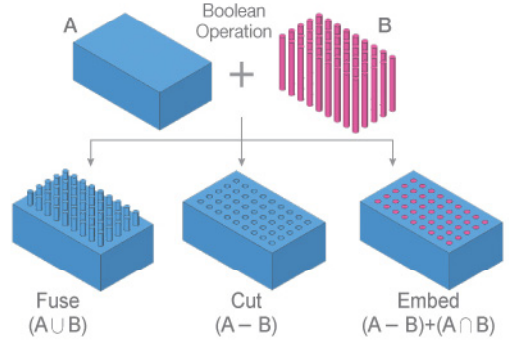 A
Boolean
Operation
B
+
Fuse
(A∪B)
Cut
(A – B)
Embed
(A – B)+(A∩B)